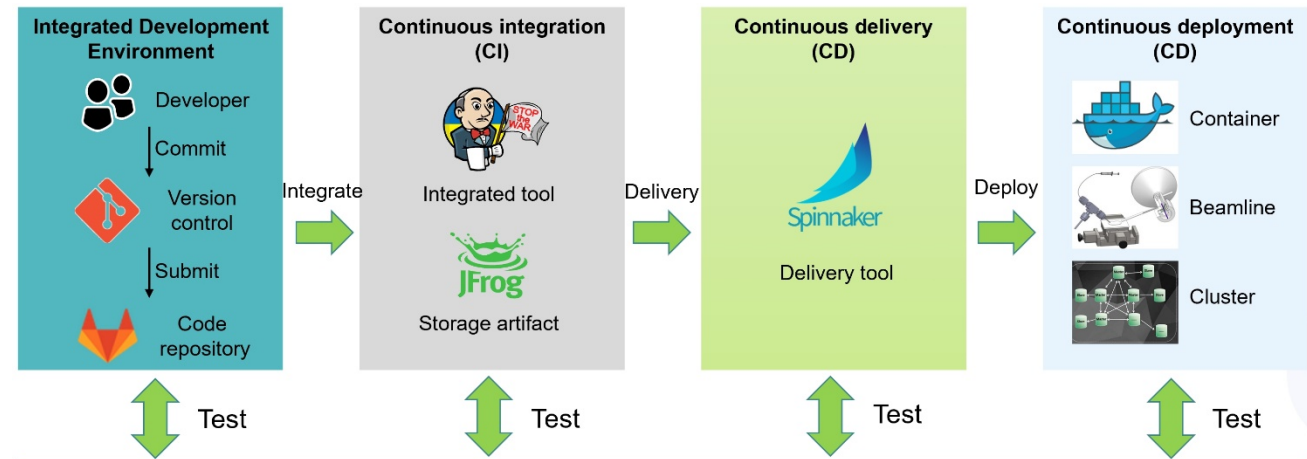 Integrated Development
Environment
Developer
Commit
Version
control
Submit
Code
repository
Integrate
Continuous integration
(CI)
STOP
the
WAR
Integrated tool
JFrog
Storage artifact
Delivery
Continuous delivery
(CD)
Spinnaker
Delivery tool
Deploy
Continuous deployment
(CD)
Container
Beamline
Cluster
Test
Test
Test
Test